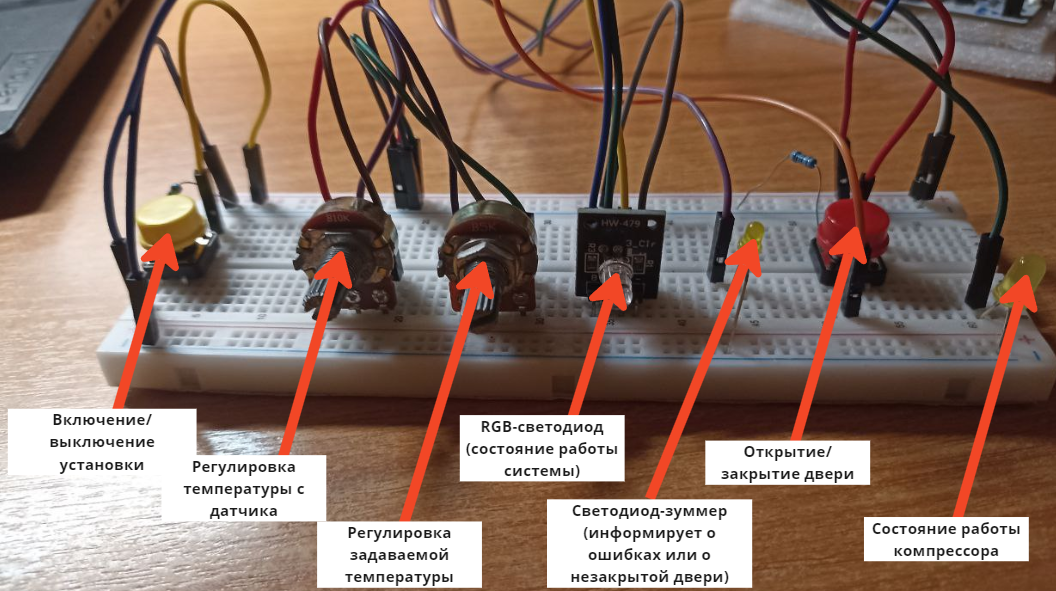 B10K
B5K
HW-479
Включение/
выключение
установки
Регулировка
температуры с
датчика
Регулировка
задаваемой
температуры
RGB-светодиод
(состояние работы
системы)
Светодиод-зуммер
(информирует о
ошибках или о
незакрытой двери)
Открытие/
закрытие двери
Состояние работы
компрессора